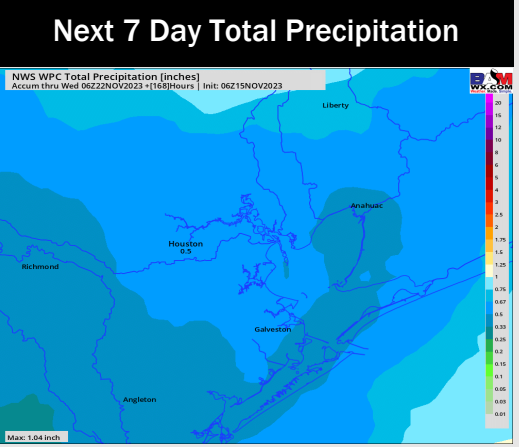 Next 7 Day Total Precipitation
NWS WPC Total Precipitation [inches]
Accum thru Wed 06Z22NOV2023 +[168]Hours | Init: 06Z15NOV2023
BAM
WX.COM
Liberty
Anahuac
Houston
0.5
Richmond
Galveston
Angleton
20
15
12
10
8
6
5
4
3
2.5
2
1.75
1.5
1.25
1
0.75
0.67
0.5
0.33
0.25
0.2
0.15
0.1
0.05
0.03
0.01
Max: 1.04 inch